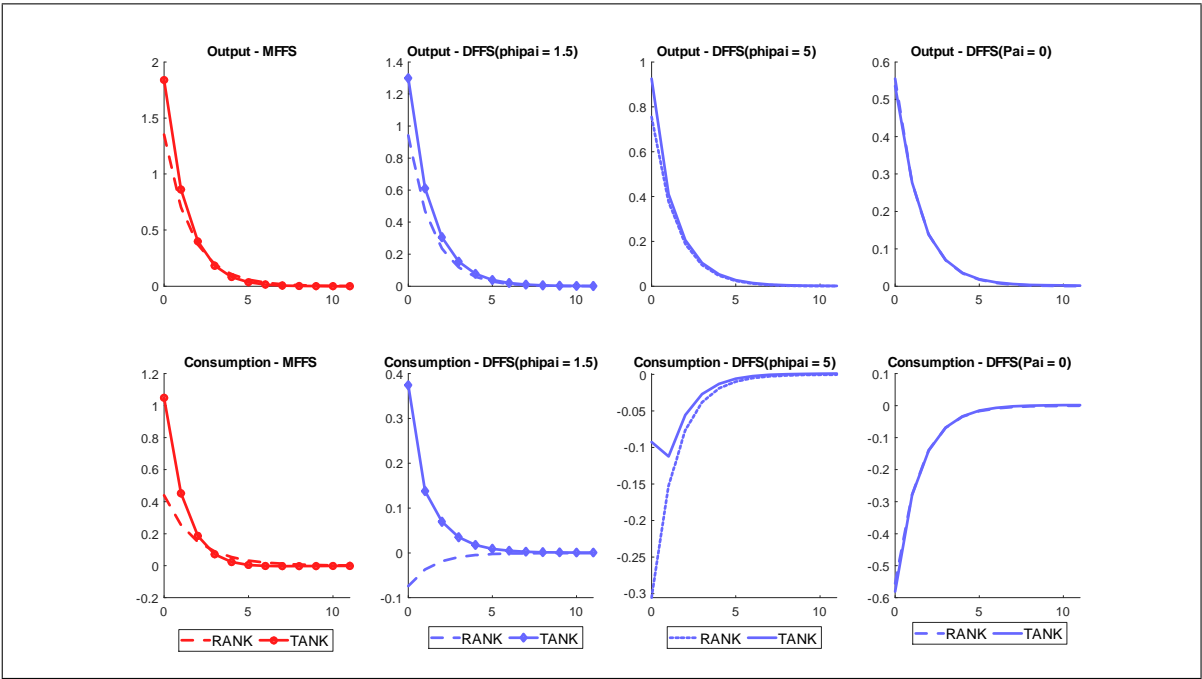 Output - MFFS
Output - DFFS(phipai = 1.5)
Output - DFFS(phipai = 5)
Output - DFFS(Pai = 0)
2
1.5
1
0.5
0
0 5 10
1.4
1.2
1
0.8
0.6
0.4
0.2
0
0 5 10
1
0.8
0.6
0.4
0.2
0
0 5 10
0.6
0.5
0.4
0.3
0.2
0.1
0
0 5 10
Consumption - MFFS
Consumption - DFFS(phipai = 1.5)
Consumption - DFFS(phipai = 5)
Consumption - DFFS(Pai = 0)
1.2
1
0.8
0.6
0.4
0.2
0
-0.2
0 5 10
0.4
0.3
0.2
0.1
0
-0.1
0 5 10
0
-0.05
-0.1
-0.15
-0.2
-0.25
-0.3
0 5 10
0.1
0
-0.1
-0.2
-0.3
-0.4
-0.5
-0.6
0 5 10
RANK TANK
RANK TANK
RANK TANK
RANK TANK